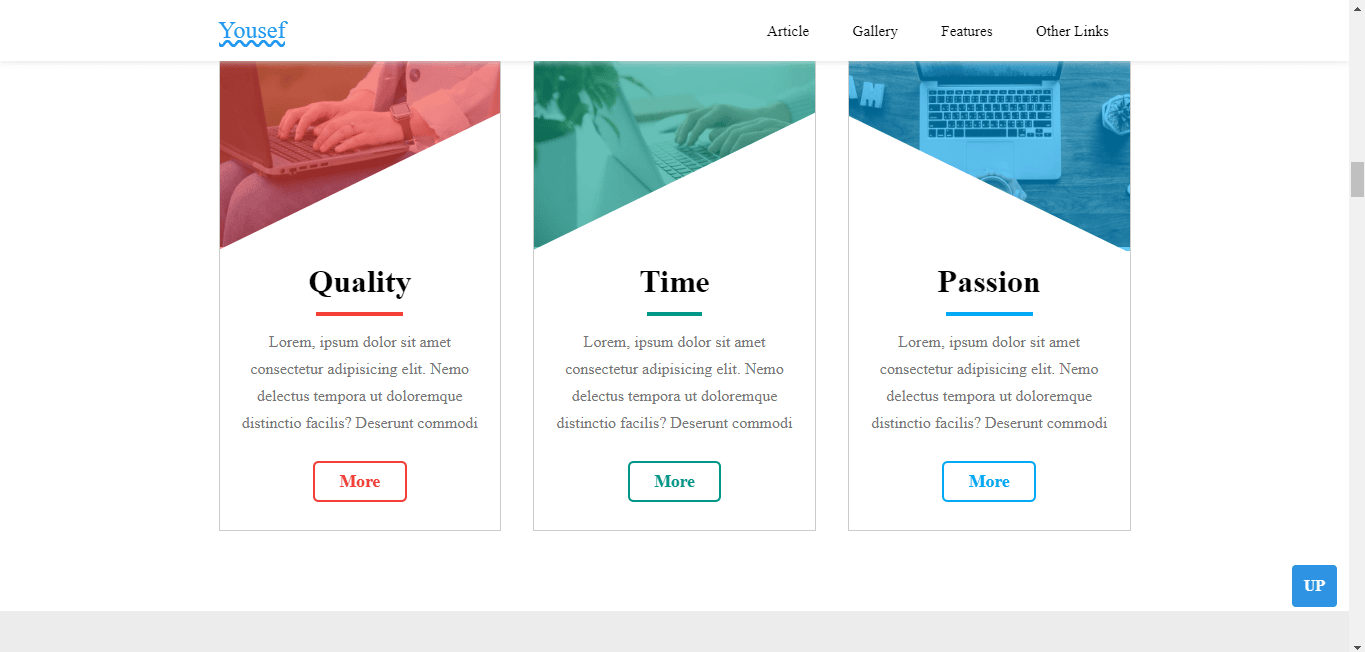 Yousef
Article
Gallery
Features
Other Links
Quality
Lorem, ipsum dolor sit amet
consectetur adipisicing elit. Nemo
delectus tempora ut doloremque
distinctio facilis? Deserunt commodi
More
Time
Lorem, ipsum dolor sit amet
consectetur adipisicing elit. Nemo
delectus tempora ut doloremque
distinctio facilis? Deserunt commodi
More
Passion
Lorem, ipsum dolor sit amet
consectetur adipisicing elit. Nemo
delectus tempora ut doloremque
distinctio facilis? Deserunt commodi
More
UP